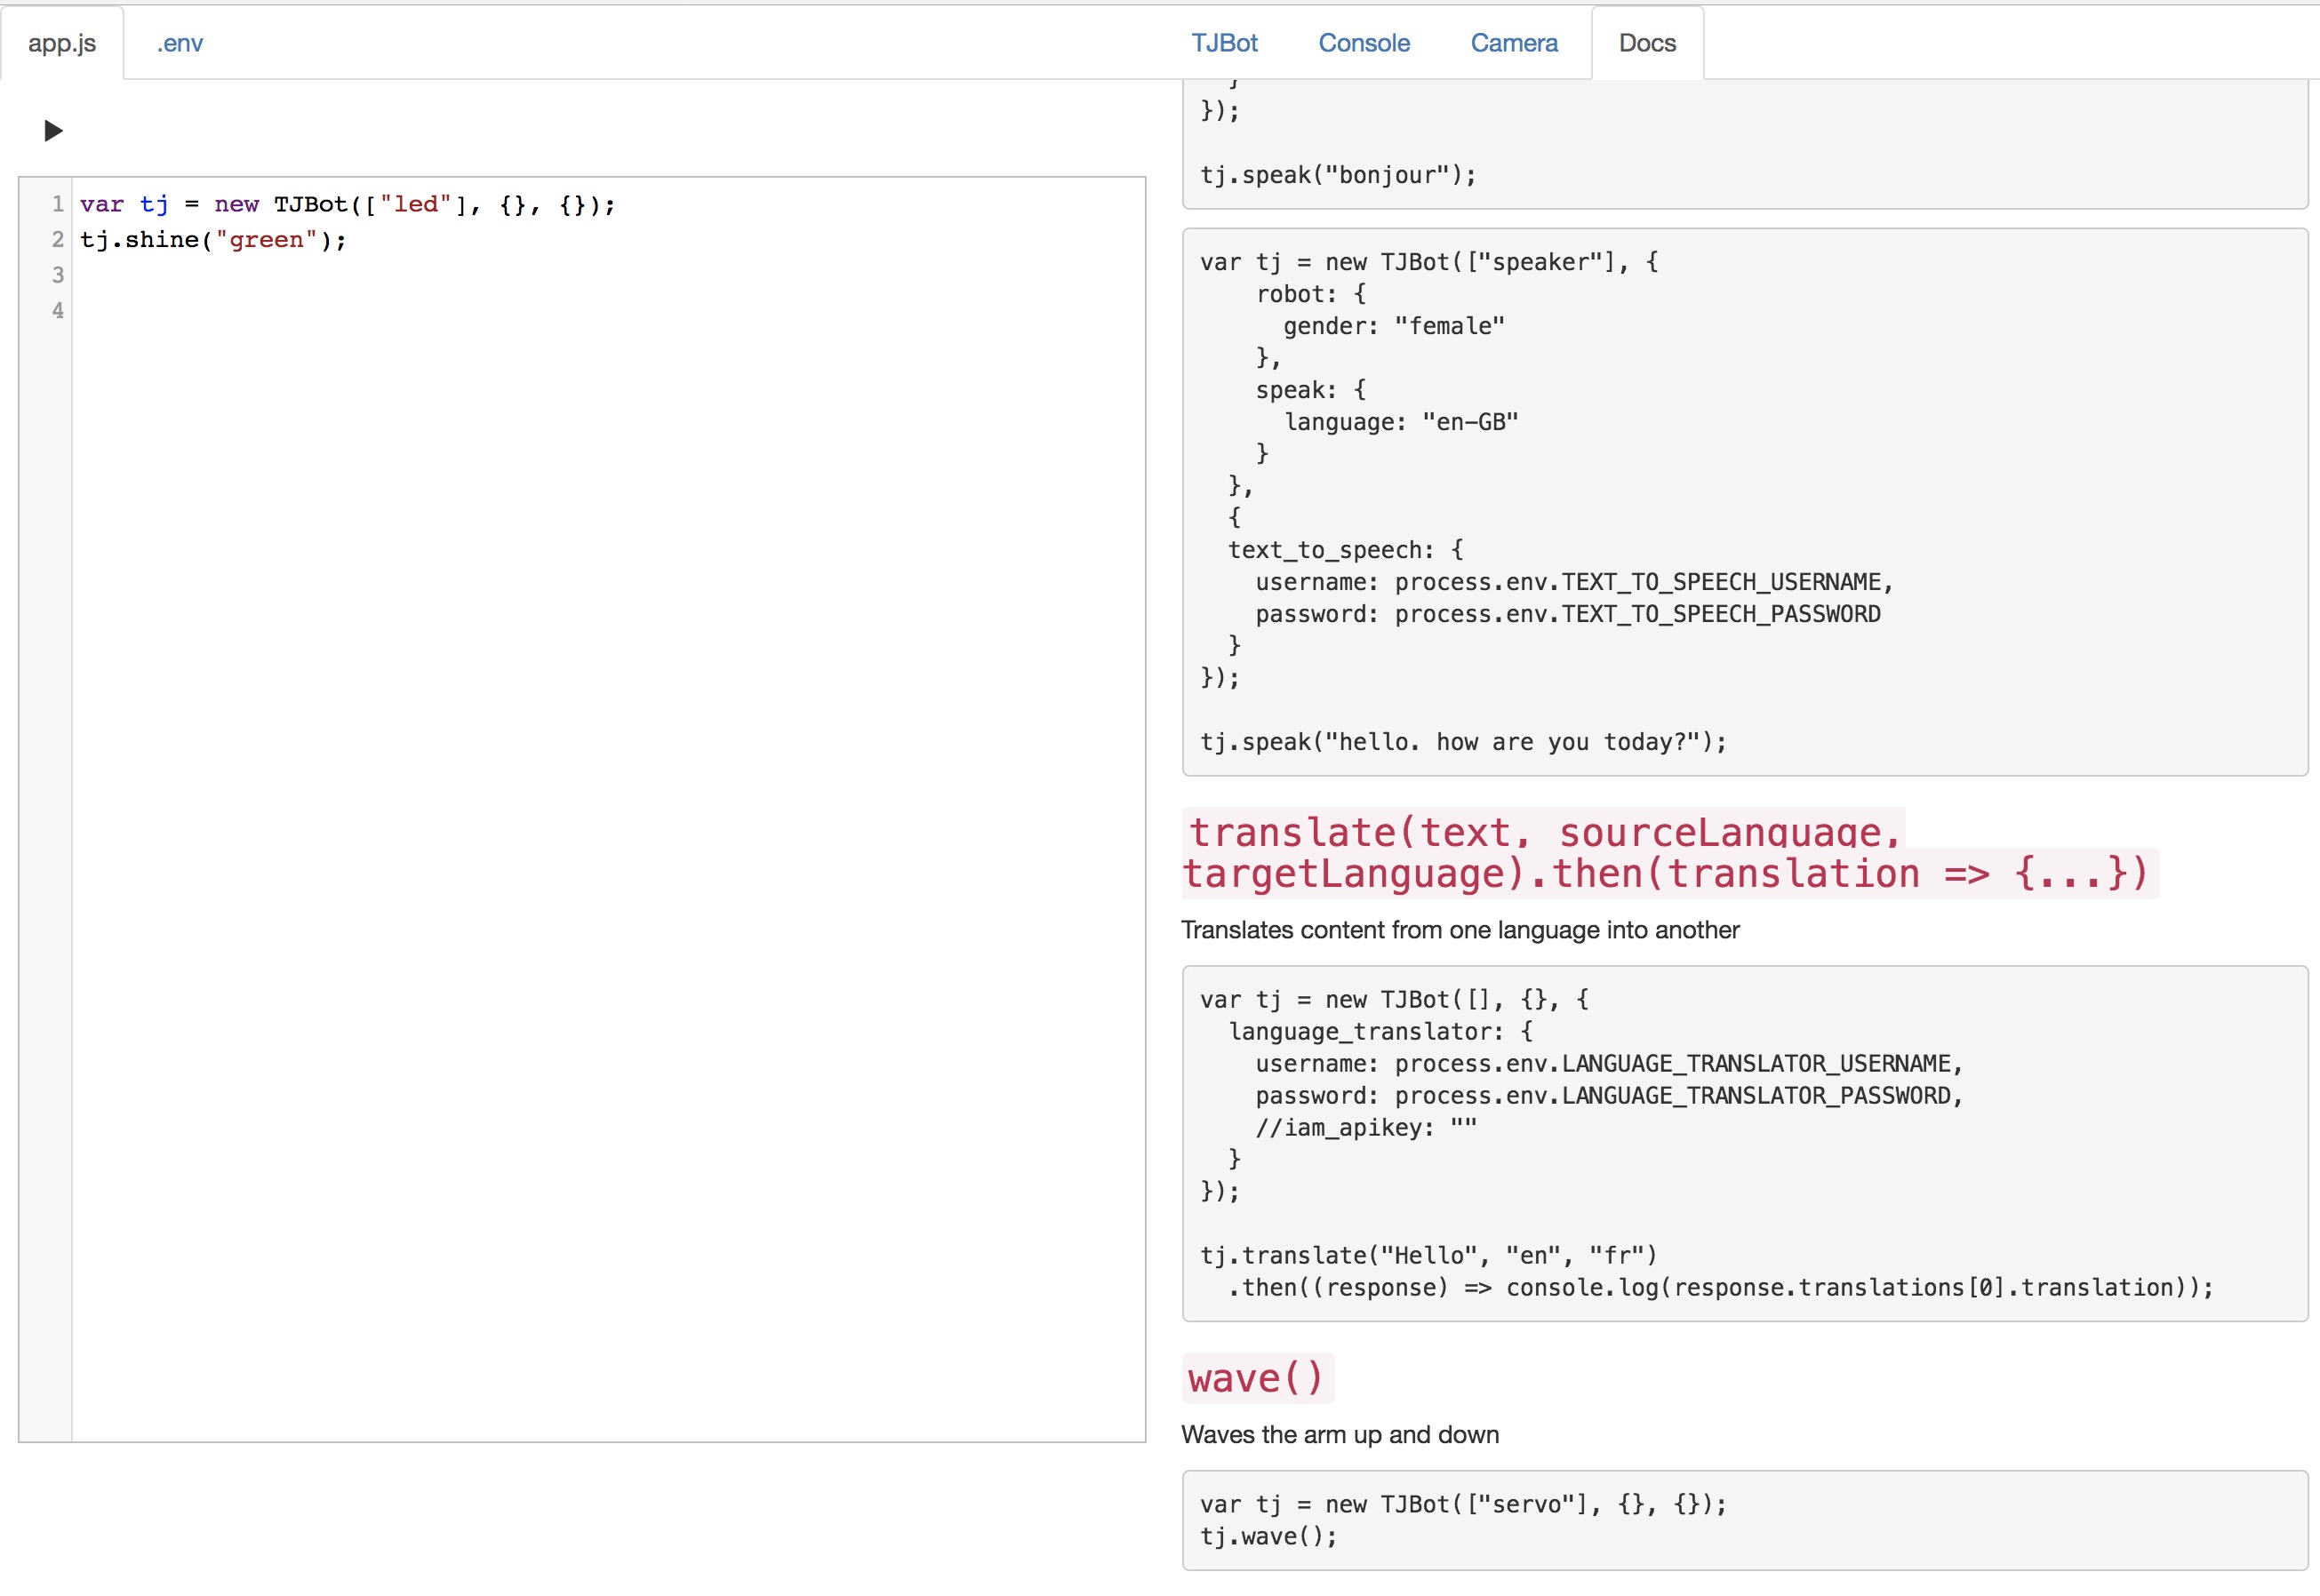 app.js
.env
1 var tj = new TJBot(["led"], {}, {});
2 tj.shine("green");
3
4
TJBot
Console
Camera
Docs
}
});
tj.speak("bonjour");
var tj = new TJBot(["speaker"], {
    robot: {
      gender: "female"
    },
    speak: {
      language: "en-GB"
    }
  },
  {
  text_to_speech: {
    username: process.env.TEXT_TO_SPEECH_USERNAME,
    password: process.env.TEXT_TO_SPEECH_PASSWORD
  }
});
tj.speak("hello. how are you today?");
translate(text, sourceLanguage,
targetLanguage).then(translation => {...})
Translates content from one language into another
var tj = new TJBot([], {}, {
  language_translator: {
    username: process.env.LANGUAGE_TRANSLATOR_USERNAME,
    password: process.env.LANGUAGE_TRANSLATOR_PASSWORD,
    //iam_apikey: ""
  }
});
tj.translate("Hello", "en", "fr")
  .then((response) => console.log(response.translations[0].translation));
wave()
Waves the arm up and down
var tj = new TJBot(["servo"], {}, {});
tj.wave();